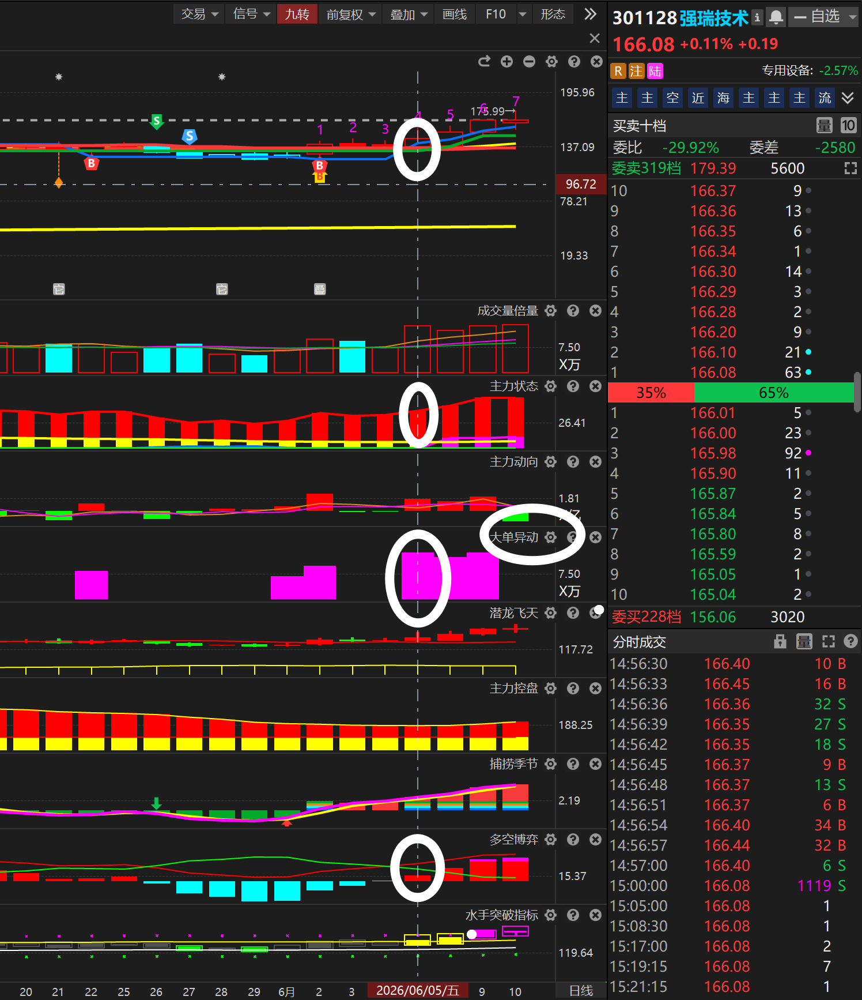 交易 信号 九转 前复权 叠加 画线 F10 形态
301128 强瑞技术 i 一 自选
166.08 +0.11% +0.19
R 注 陆 专用设备: -2.57%
主 主 空 近 海 主 主 主 流
买卖十档 量 10
委比 -29.92% 委差 -2580
委卖319档 179.39 5600
10 166.37 9
9 166.36 13
8 166.35 6
7 166.34 1
6 166.30 14
5 166.29 3
4 166.28 2
3 166.20 9
2 166.10 21
1 166.08 63
35% 65%
1 166.01 5
2 166.00 23
3 165.98 92
4 165.90 11
5 165.87 2
6 165.84 5
7 165.80 8
8 165.59 2
9 165.05 1
10 165.04 2
委买228档 156.06 3020
分时成交 量
14:56:30 166.40 10 B
14:56:33 166.45 16 B
14:56:36 166.36 32 S
14:56:39 166.35 27 S
14:56:42 166.35 18 S
14:56:45 166.37 9 B
14:56:48 166.37 13 S
14:56:51 166.37 6 B
14:56:54 166.40 34 B
14:56:57 166.44 32 B
14:57:00 166.40 6 S
15:00:00 166.08 1119 S
15:05:00 166.08 1
15:08:30 166.08 1
15:17:00 166.08 2
15:19:15 166.08 7
15:21:15 166.08 1
195.96
175.99→
1 2 3 4 5 6 7
S S
B B B
137.09
96.72
78.21
19.33
它 它 叠
成交量倍量
7.50
X万
主力状态
26.41
主力动向
1.81
亿
大单异动
7.50
X万
潜龙飞天
117.72
主力控盘
188.25
捕捞季节
2.19
多空博弈
15.37
水手突破指标
119.64
20 21 22 25 26 27 28 29 6月 2 3 2026/06/05/五 9 10 日线